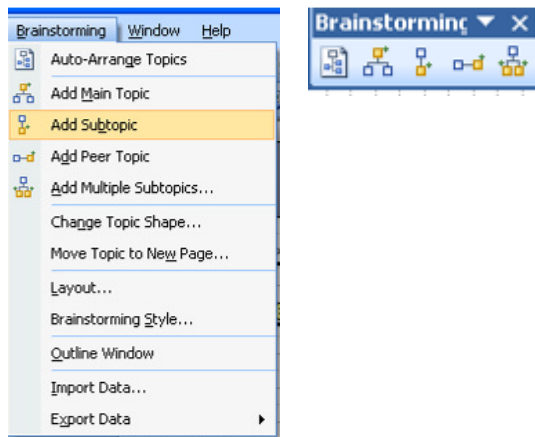 Brainstorming Window Help
Auto-Arrange Topics
Add Main Topic
Add Subtopic
Add Peer Topic
Add Multiple Subtopics...
Change Topic Shape...
Move Topic to New Page...
Layout...
Brainstorming Style...
Outline Window
Import Data...
Export Data
Brainstorming